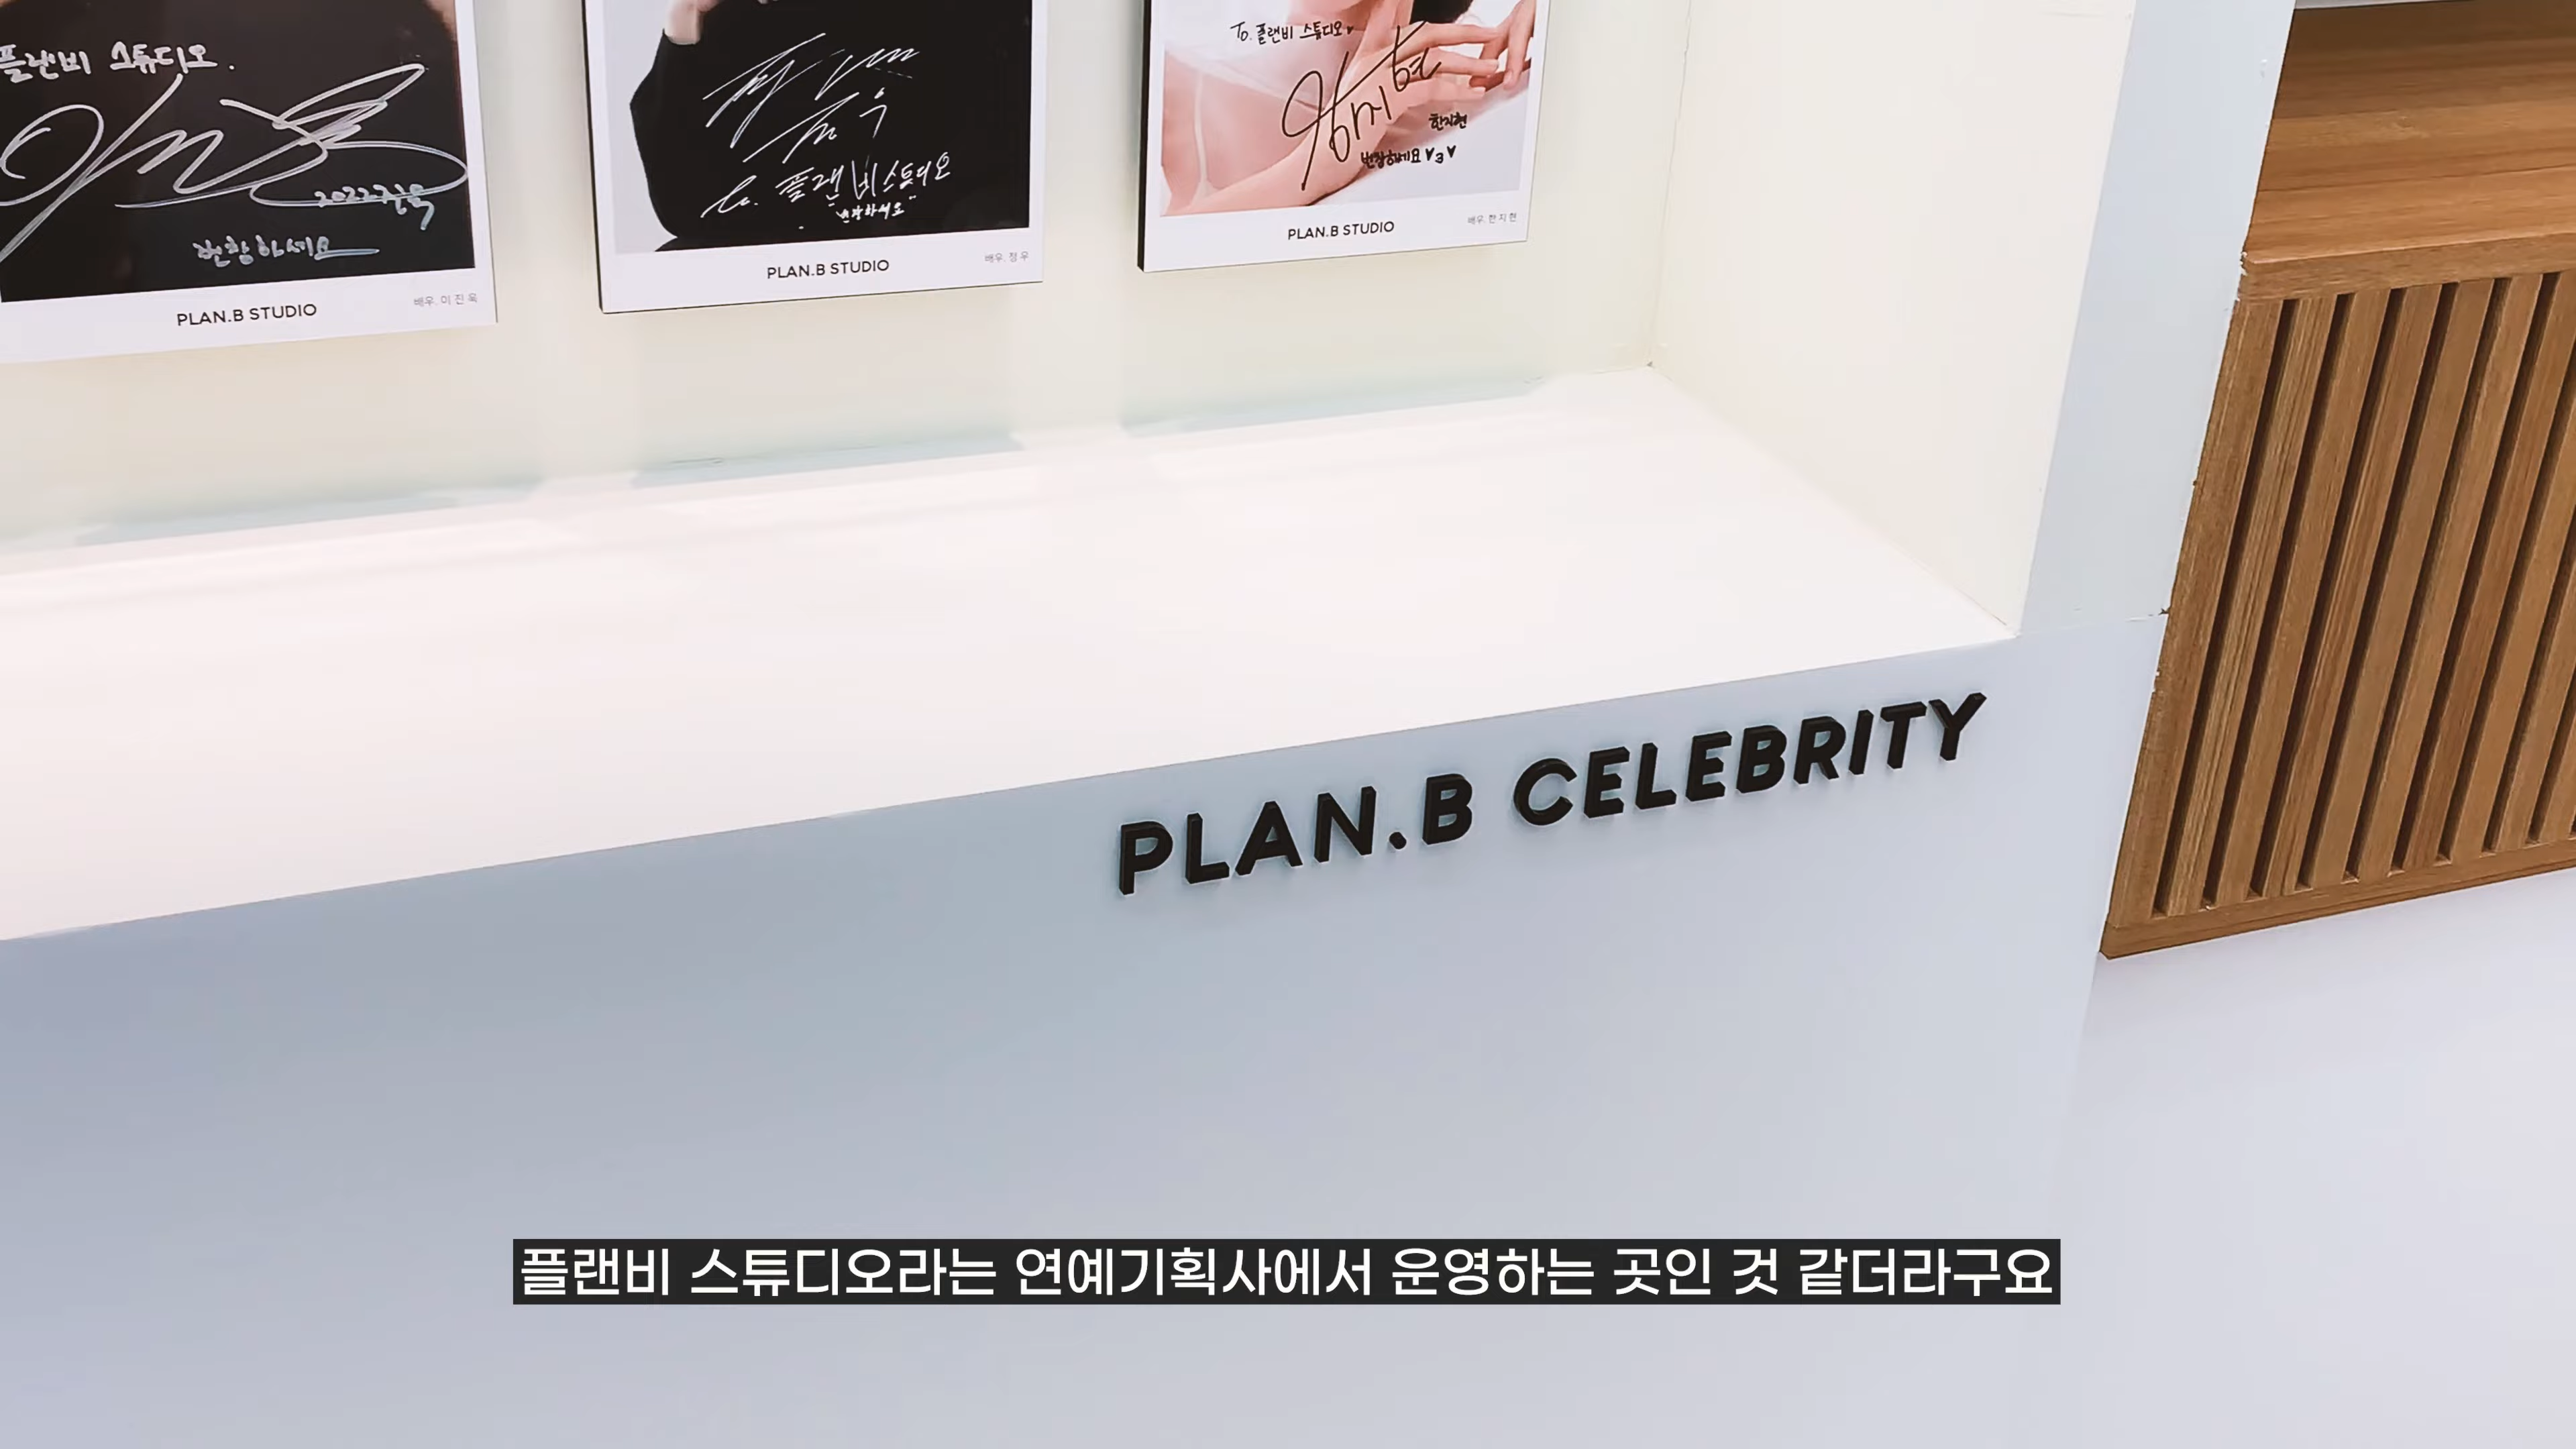 플랜비 스튜디오.
2022 진욱
번창하세요
PLAN.B STUDIO
배우. 이 진 욱
정우
to. 플랜비스튜디오
"번창하세요"
PLAN.B STUDIO
배우. 정 우
To. 플랜비 스튜디오
한지현
번창하세요 ♥3♥
PLAN.B STUDIO
배우. 한 지 현
PLAN.B CELEBRITY
플랜비 스튜디오라는 연예기획사에서 운영하는 곳인 것 같더라구요